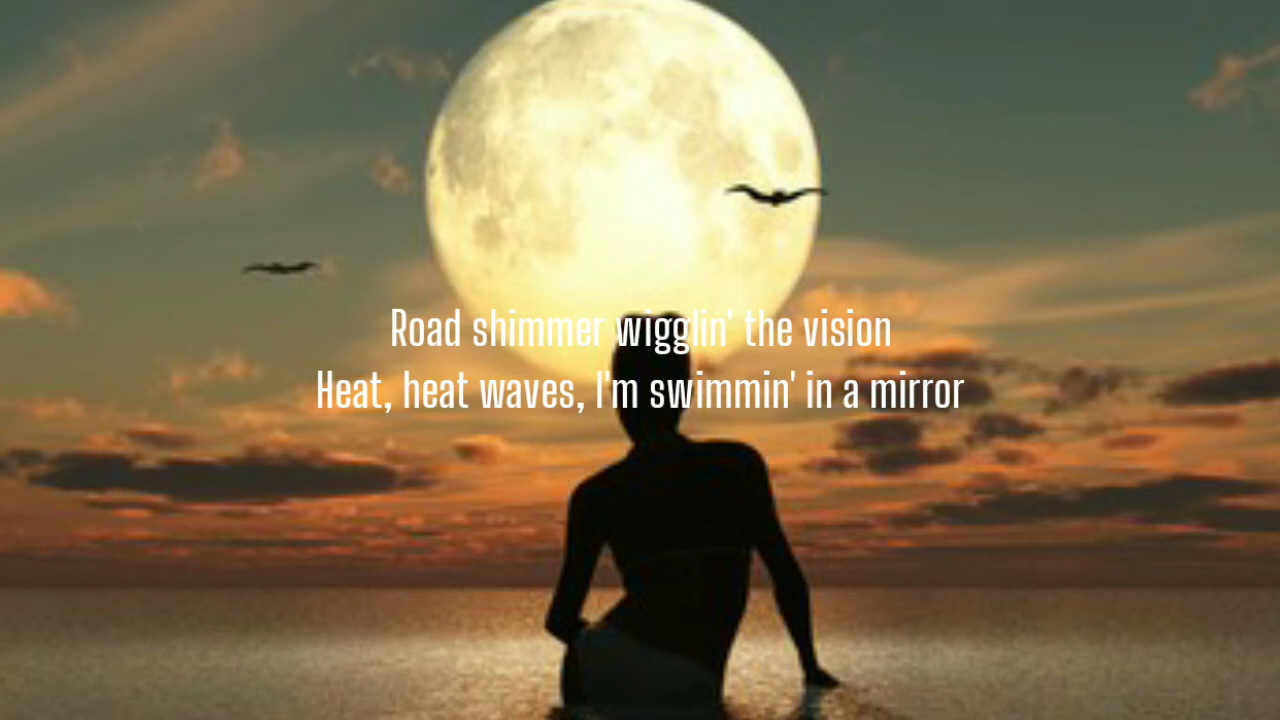 Road shimmer wigglin' the vision
Heat, heat waves, I'm swimmin' in a mirror